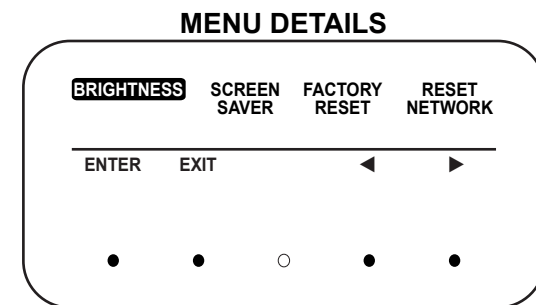 MENU DETAILS
BRIGHTNESS SCREEN SAVER FACTORY RESET RESET NETWORK
ENTER EXIT ◀ ▶